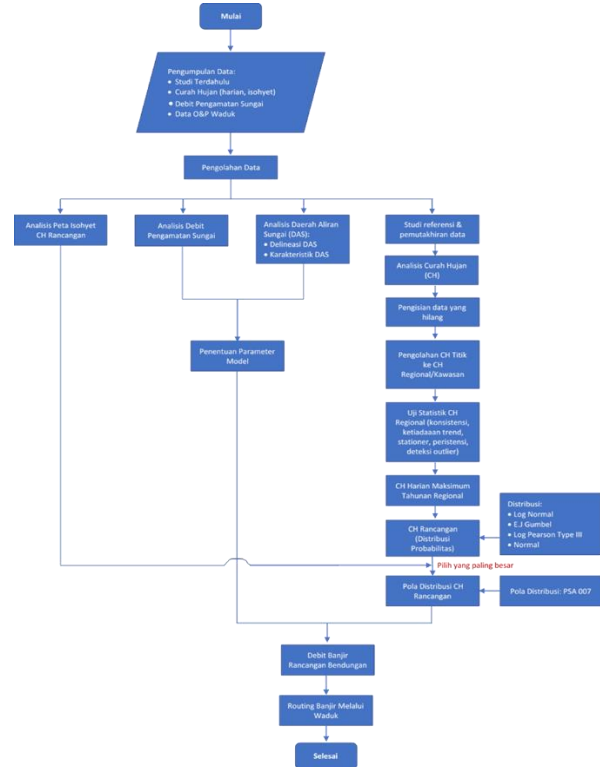 Mulai
Pengumpulan Data:
● Studi Terdahulu
● Curah Hujan (harian, isohyet)
● Debit Pengamatan Sungai
● Data O&P Waduk
Pengolahan Data
Analisis Peta Isohyet
CH Rancangan
Analisis Debit
Pengamatan Sungai
Analisis Daerah Aliran
Sungai (DAS):
● Delineasi DAS
● Karakteristik DAS
Studi referensi &
pemutakhiran data
Analisis Curah Hujan
(CH)
Pengisian data yang
hilang
Penentuan Parameter
Model
Pengolahan CH Titik
ke CH
Regional/Kawasan
Uji Statistik CH
Regional (konsistensi,
ketiadaaan trend,
stationer, peristensi,
deteksi outlier)
CH Harian Maksimum
Tahunan Regional
CH Rancangan
(Distribusi
Probabilitas)
Distribusi:
● Log Normal
● E.J Gumbel
● Log Pearson Type III
● Normal
Pilih yang paling besar
Pola Distribusi CH
Rancangan
Pola Distribusi: PSA 007
Debit Banjir
Rancangan Bendungan
Routing Banjir Melalui
Waduk
Selesai